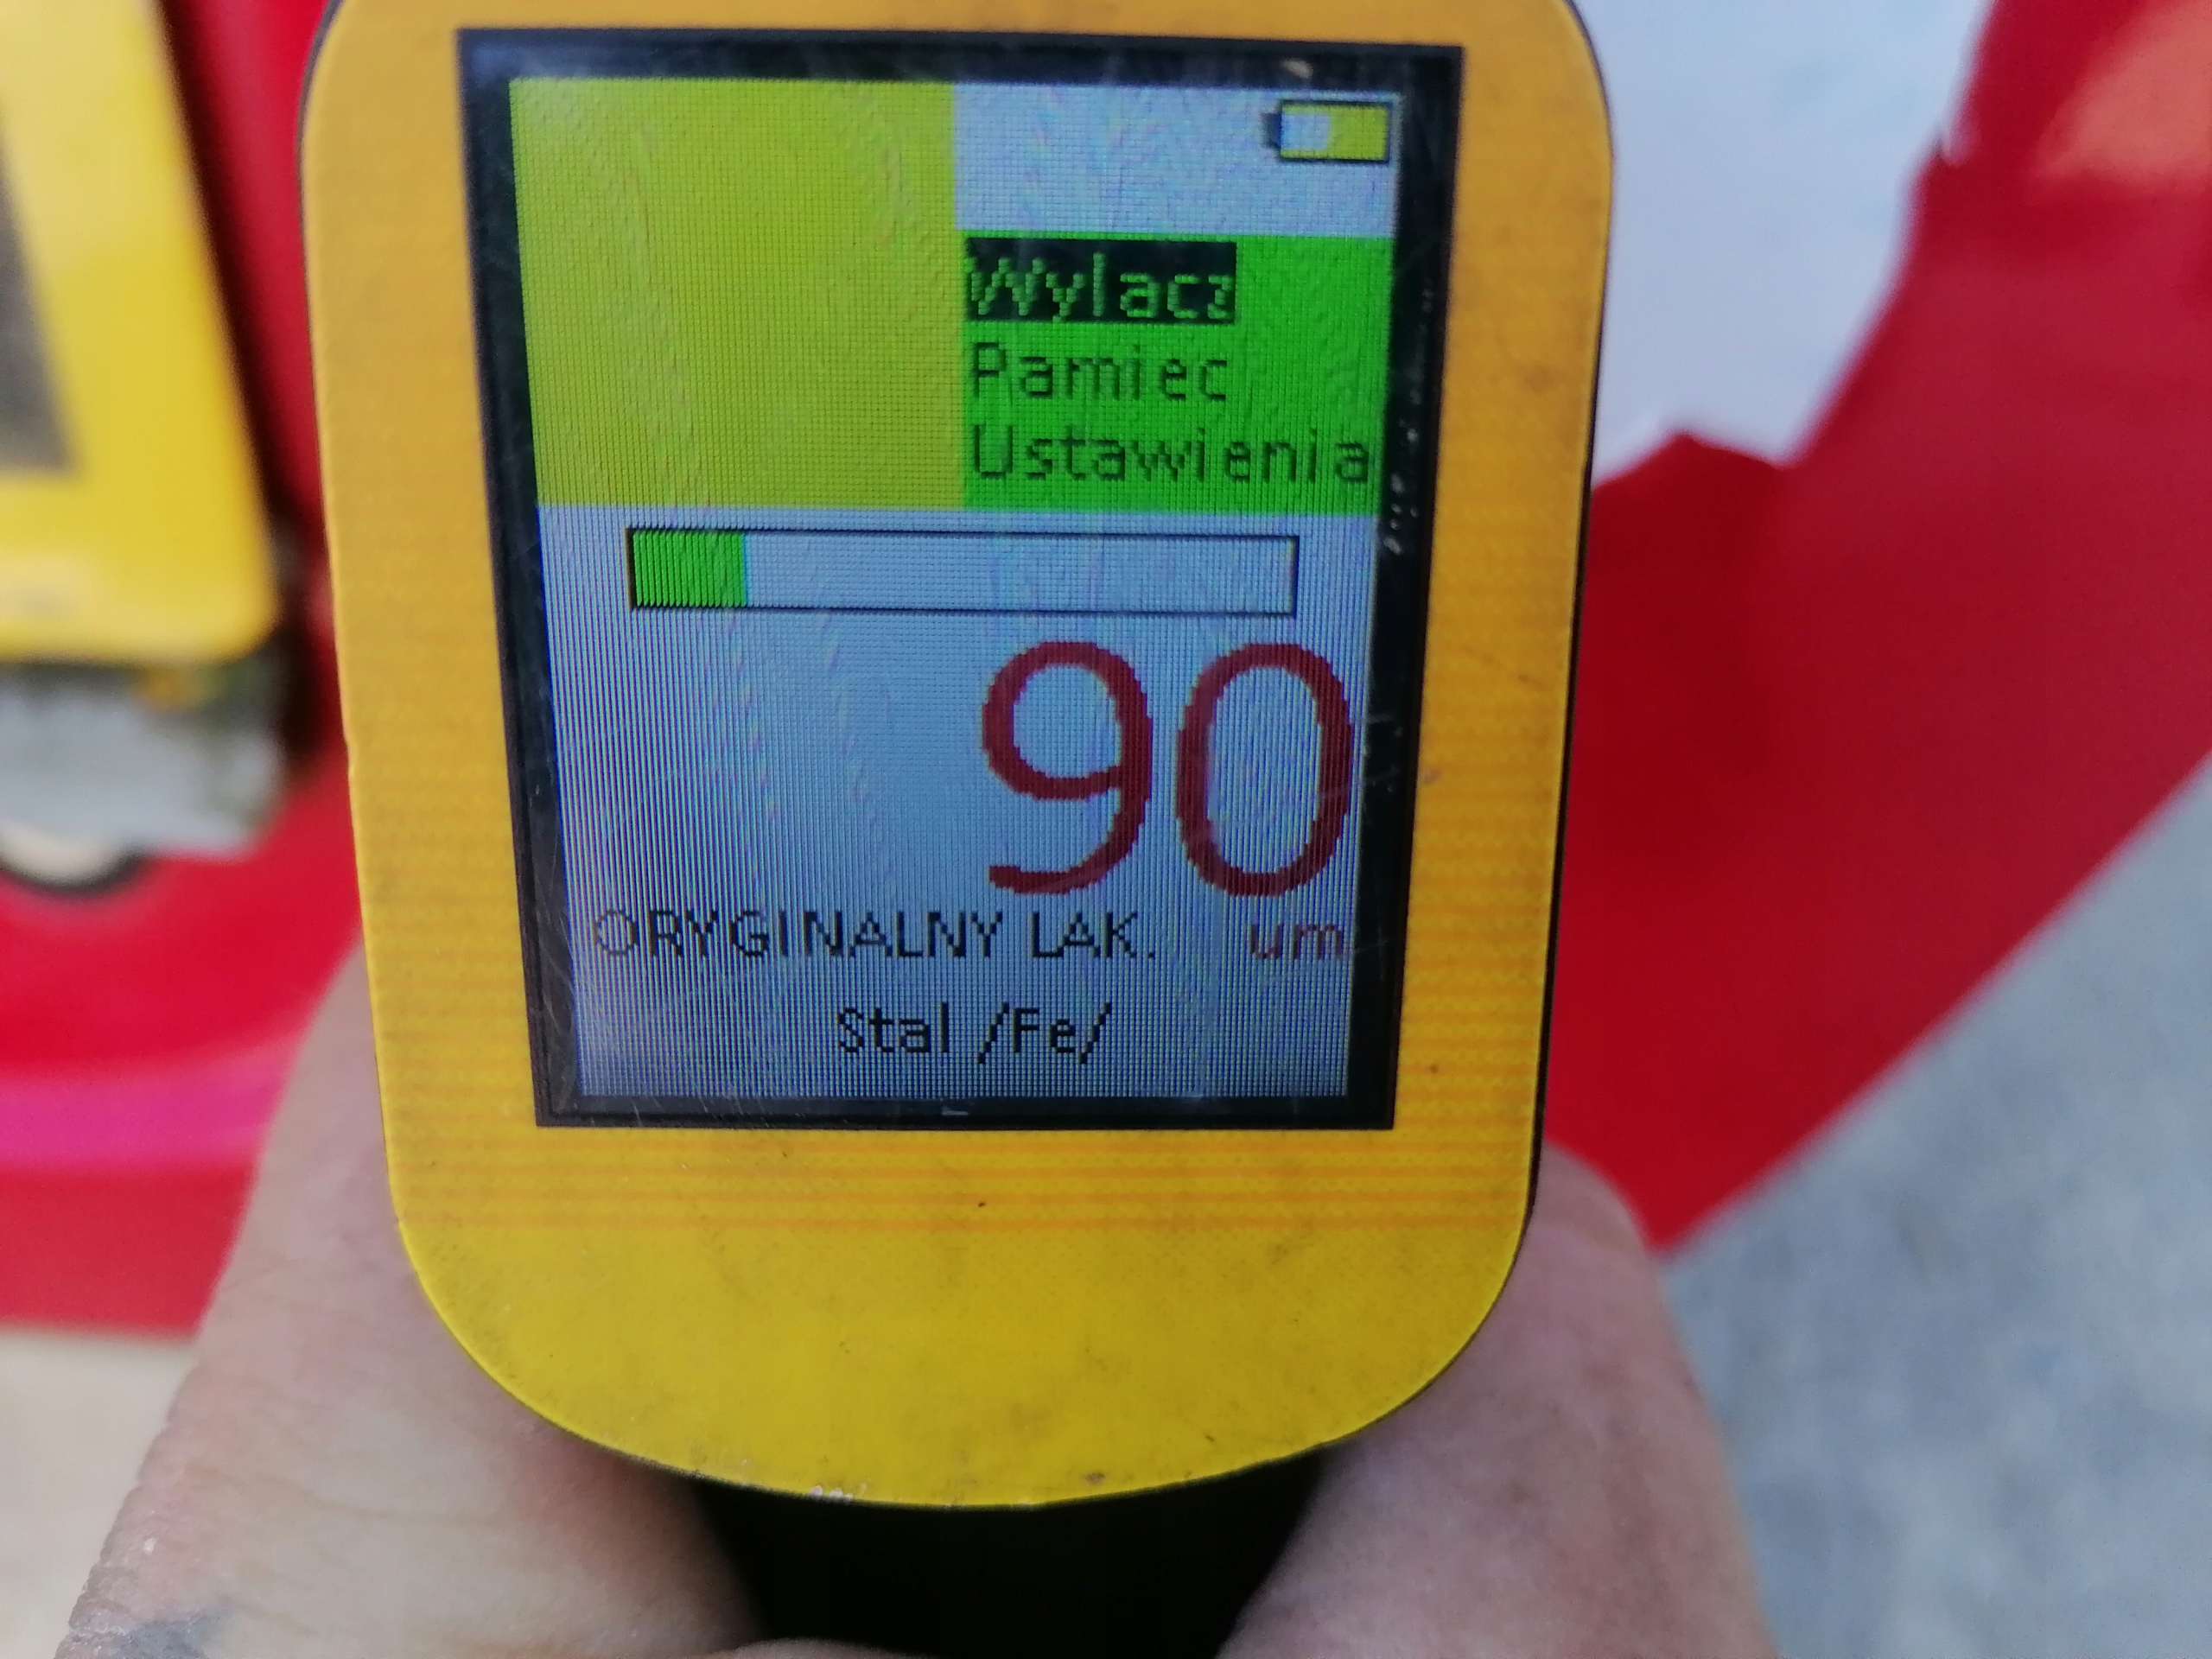 Wylacz
Pamiec
Ustawienia
90
ORYGINALNY LAK. um
Stal /Fe/